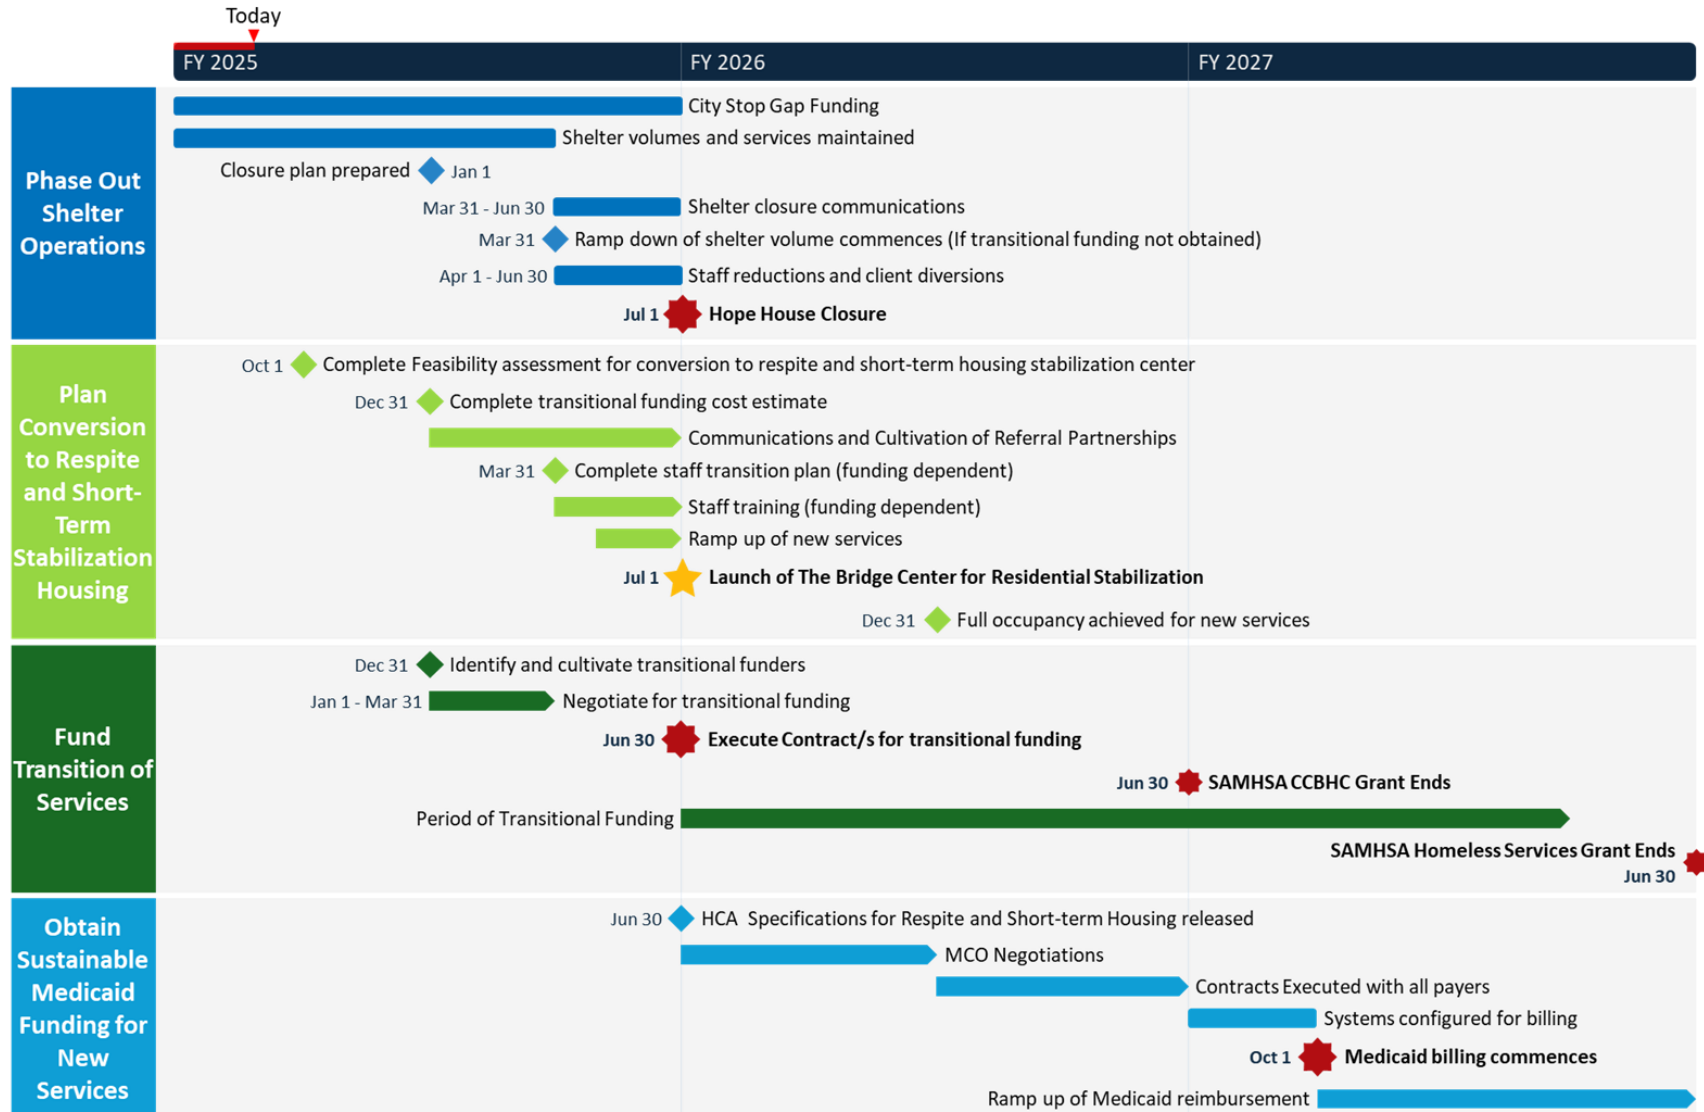 Today
FY 2025
FY 2026
FY 2027
Phase Out
Shelter
Operations
City Stop Gap Funding
Shelter volumes and services maintained
Closure plan prepared
Jan 1
Mar 31 - Jun 30
Shelter closure communications
Mar 31
Ramp down of shelter volume commences (If transitional funding not obtained)
Apr 1 - Jun 30
Staff reductions and client diversions
Jul 1
Hope House Closure
Plan
Conversion
to Respite
and Short-
Term
Stabilization
Housing
Oct 1
Complete Feasibility assessment for conversion to respite and short-term housing stabilization center
Dec 31
Complete transitional funding cost estimate
Communications and Cultivation of Referral Partnerships
Mar 31
Complete staff transition plan (funding dependent)
Staff training (funding dependent)
Ramp up of new services
Jul 1
Launch of The Bridge Center for Residential Stabilization
Dec 31
Full occupancy achieved for new services
Fund
Transition of
Services
Dec 31
Identify and cultivate transitional funders
Jan 1 - Mar 31
Negotiate for transitional funding
Jun 30
Execute Contract/s for transitional funding
Jun 30
SAMHSA CCBHC Grant Ends
Period of Transitional Funding
SAMHSA Homeless Services Grant Ends
Jun 30
Obtain
Sustainable
Medicaid
Funding for
New
Services
Jun 30
HCA  Specifications for Respite and Short-term Housing released
MCO Negotiations
Contracts Executed with all payers
Systems configured for billing
Oct 1
Medicaid billing commences
Ramp up of Medicaid reimbursement